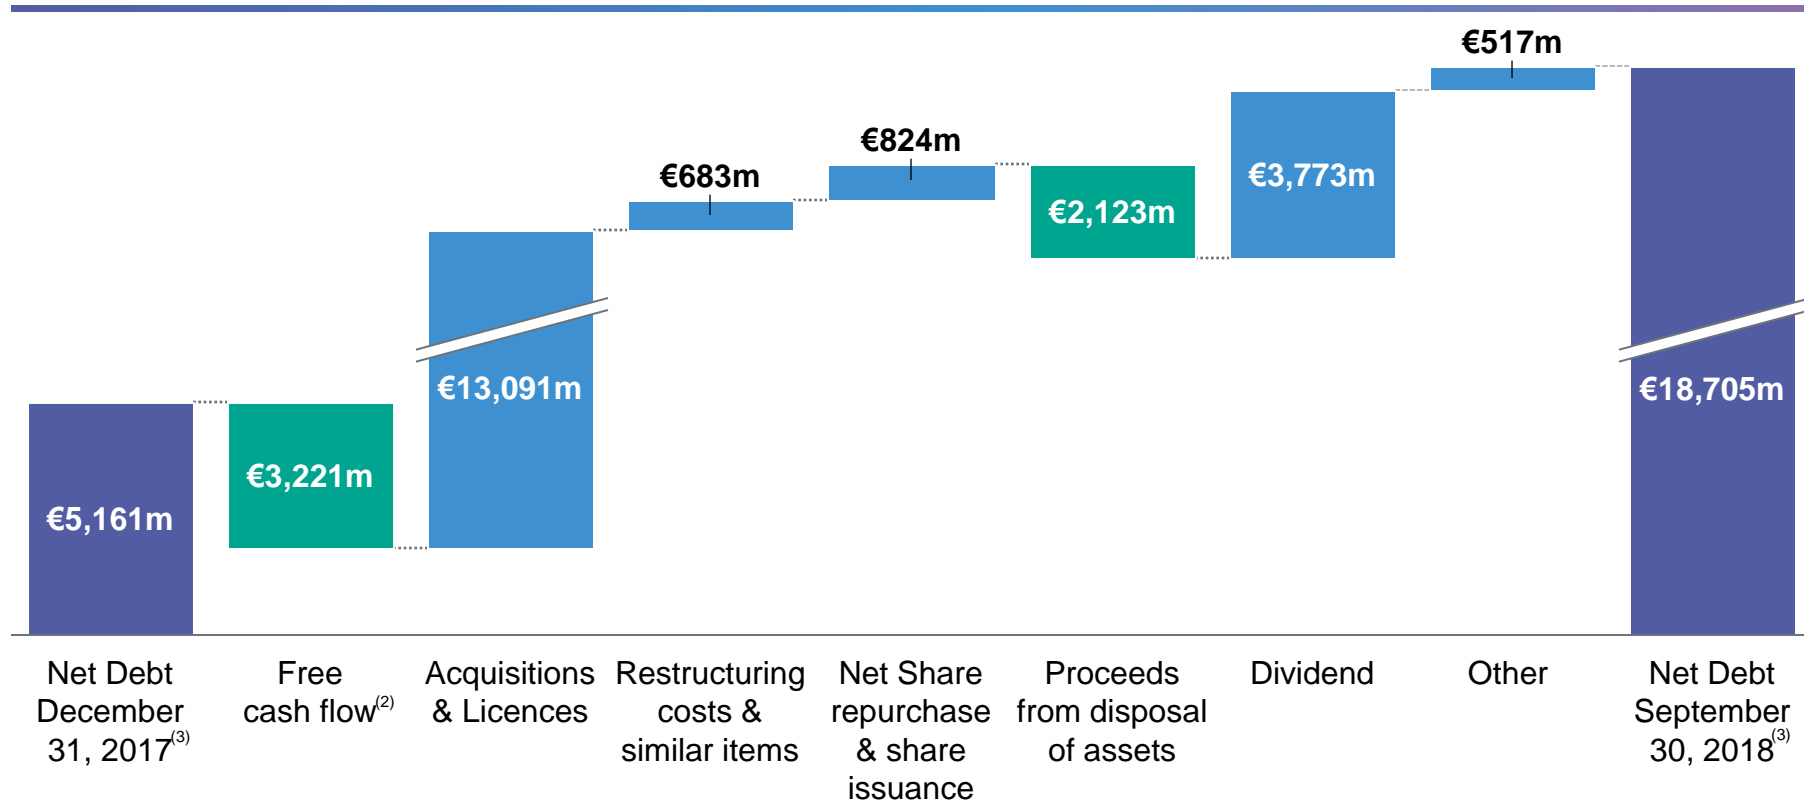 €517m
€824m
€683m
€3,773m
€2,123m
€13,091m
€18,705m
€3,221m
€5,161m
Net Debt
December
31, 2017(3)
Free
cash flow(2)
Acquisitions
& Licences
Restructuring
costs &
similar items
Net Share
repurchase
& share
issuance
Proceeds
from disposal
of assets
Dividend
Other
Net Debt
September
30, 2018(3)